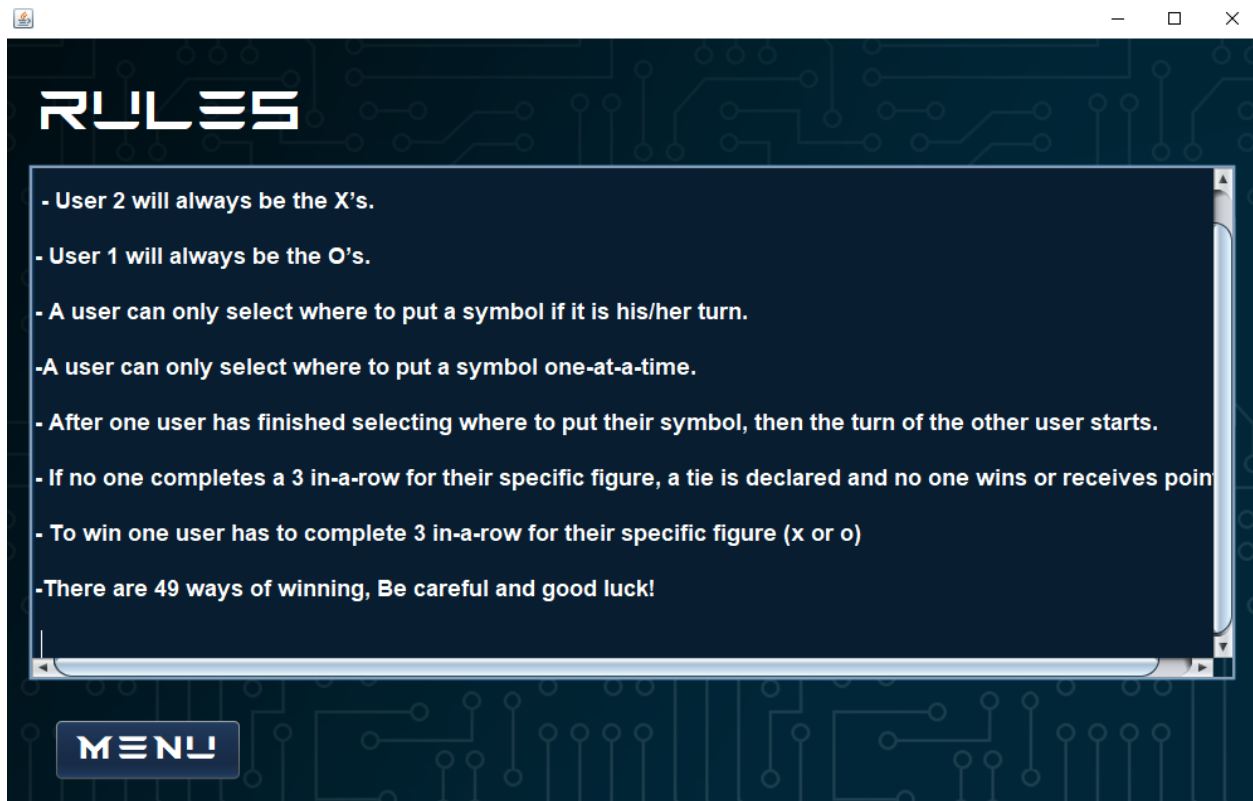 RULES
- User 2 will always be the X’s.
- User 1 will always be the O’s.
- A user can only select where to put a symbol if it is his/her turn.
-A user can only select where to put a symbol one-at-a-time.
- After one user has finished selecting where to put their symbol, then the turn of the other user starts.
- If no one completes a 3 in-a-row for their specific figure, a tie is declared and no one wins or receives poin
- To win one user has to complete 3 in-a-row for their specific figure (x or o)
-There are 49 ways of winning, Be careful and good luck!
MENU